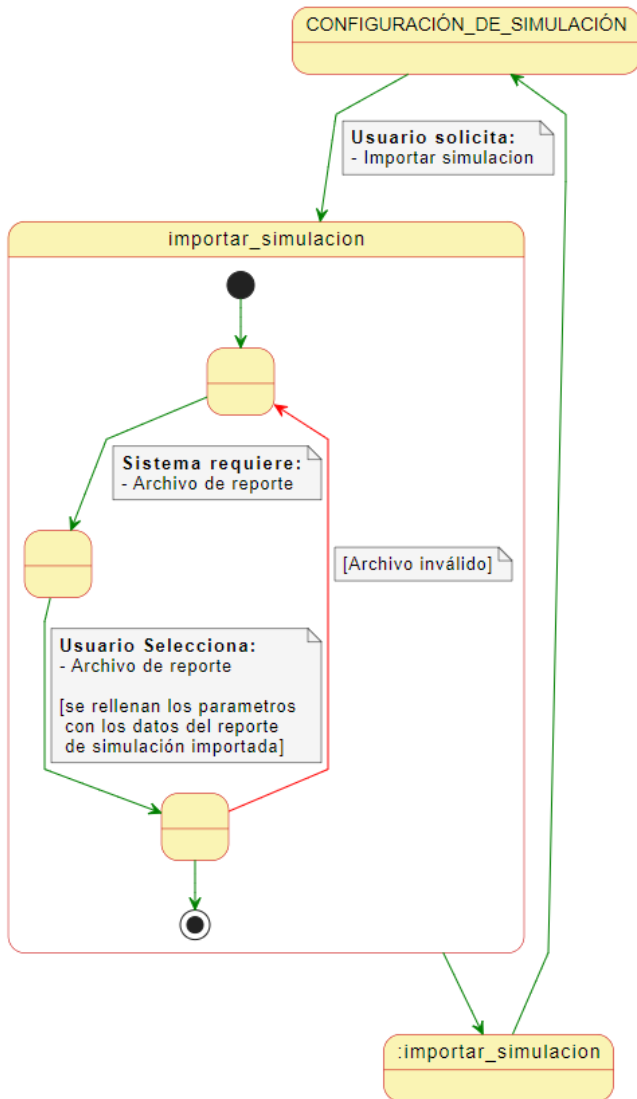 CONFIGURACIÓN_DE_SIMULACIÓN
Usuario solicita:
- Importar simulacion
importar_simulacion
Sistema requiere:
- Archivo de reporte
[Archivo inválido]
Usuario Selecciona:
- Archivo de reporte
[se rellenan los parametros
con los datos del reporte
de simulación importada]
:importar_simulacion